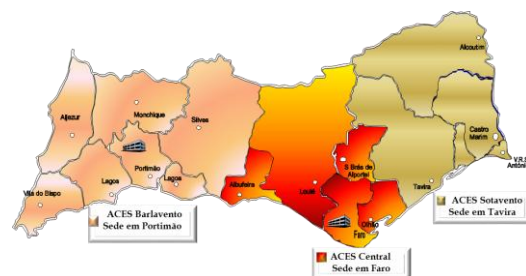 Alcoutim
Aljezur
Monchique
Silves
Castro
Marim
V.R.S
António
S Brás de
Alportel
Portimão
Lagoa
Vila do Bispo
Lagos
Albufeira
Loulé
Tavira
Olhão
Faro
ACES Barlavento
Sede em Portimão
ACES Sotavento
Sede em Tavira
ACES Central
Sede em Faro